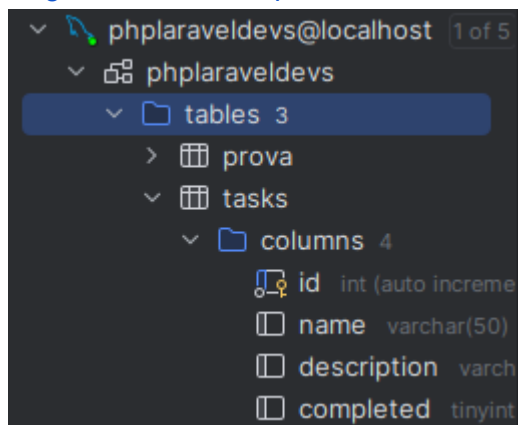 phplaraveldevs@localhost 1 of 5
phplaraveldevs
tables 3
prova
tasks
columns 4
id int (auto increme
name varchar(50)
description varch
completed tinyint